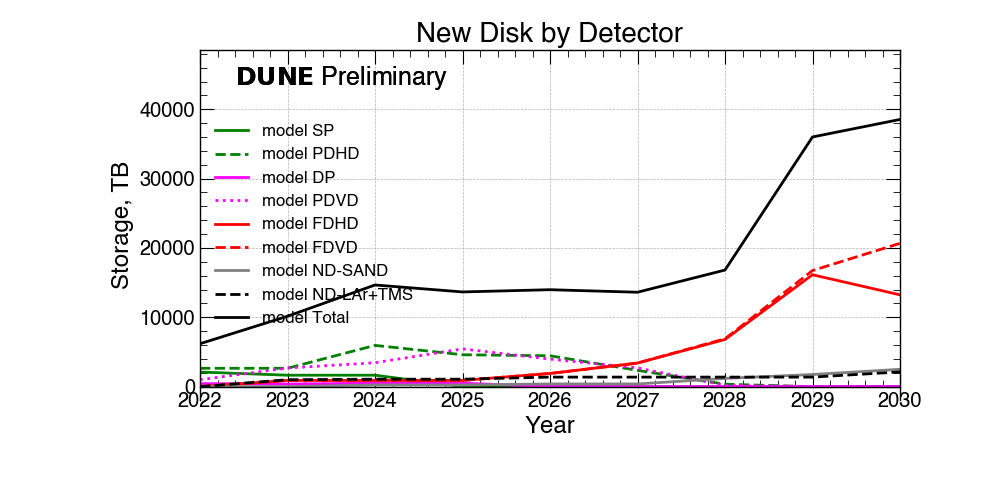 New Disk by Detector
DUNE Preliminary
Storage, TB
40000
30000
20000
10000
0
model SP
model PDHD
model DP
model PDVD
model FDHD
model FDVD
model ND-SAND
model ND-LAr+TMS
model Total
2022 2023 2024 2025 2026 2027 2028 2029 2030
Year